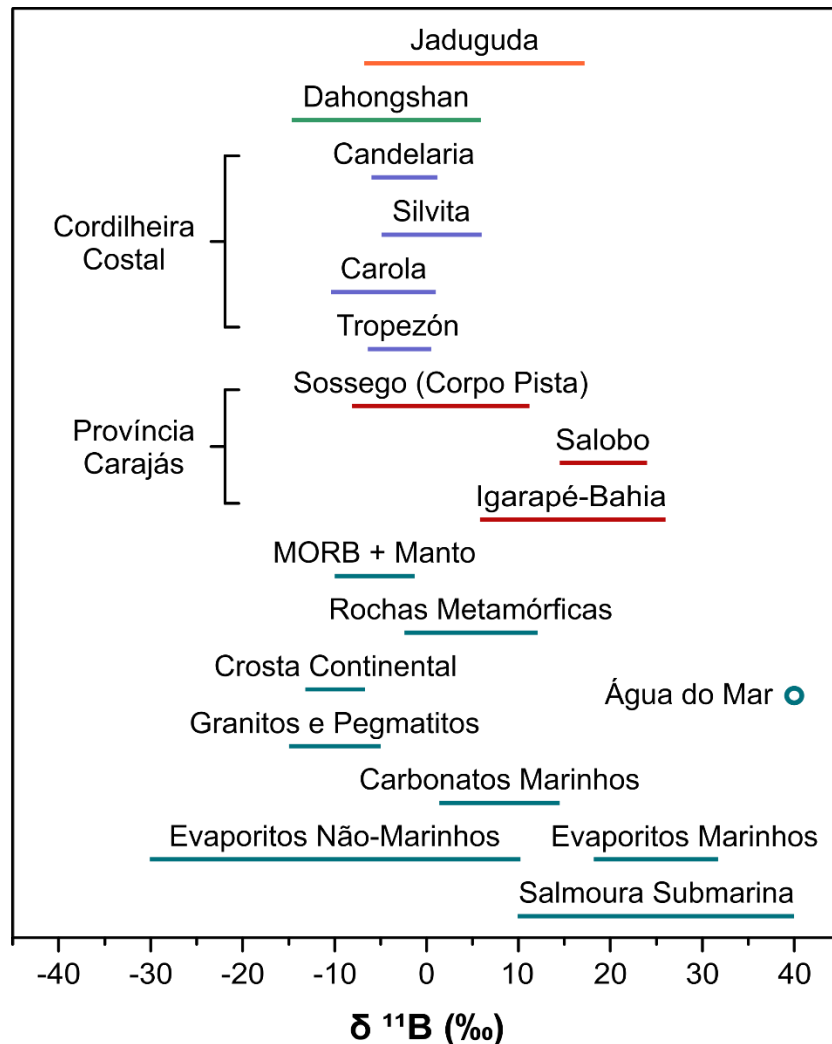 Jaduguda
Dahongshan
Candelaria
Silvita
Cordilheira
Costal
Carola
Tropezón
Sossego (Corpo Pista)
Província
Carajás
Salobo
Igarapé-Bahia
MORB + Manto
Rochas Metamórficas
Crosta Continental
Água do Mar
Granitos e Pegmatitos
Carbonatos Marinhos
Evaporitos Não-Marinhos
Evaporitos Marinhos
Salmoura Submarina
-40 -30 -20 -10 0 10 20 30 40
δ ¹¹B (‰)